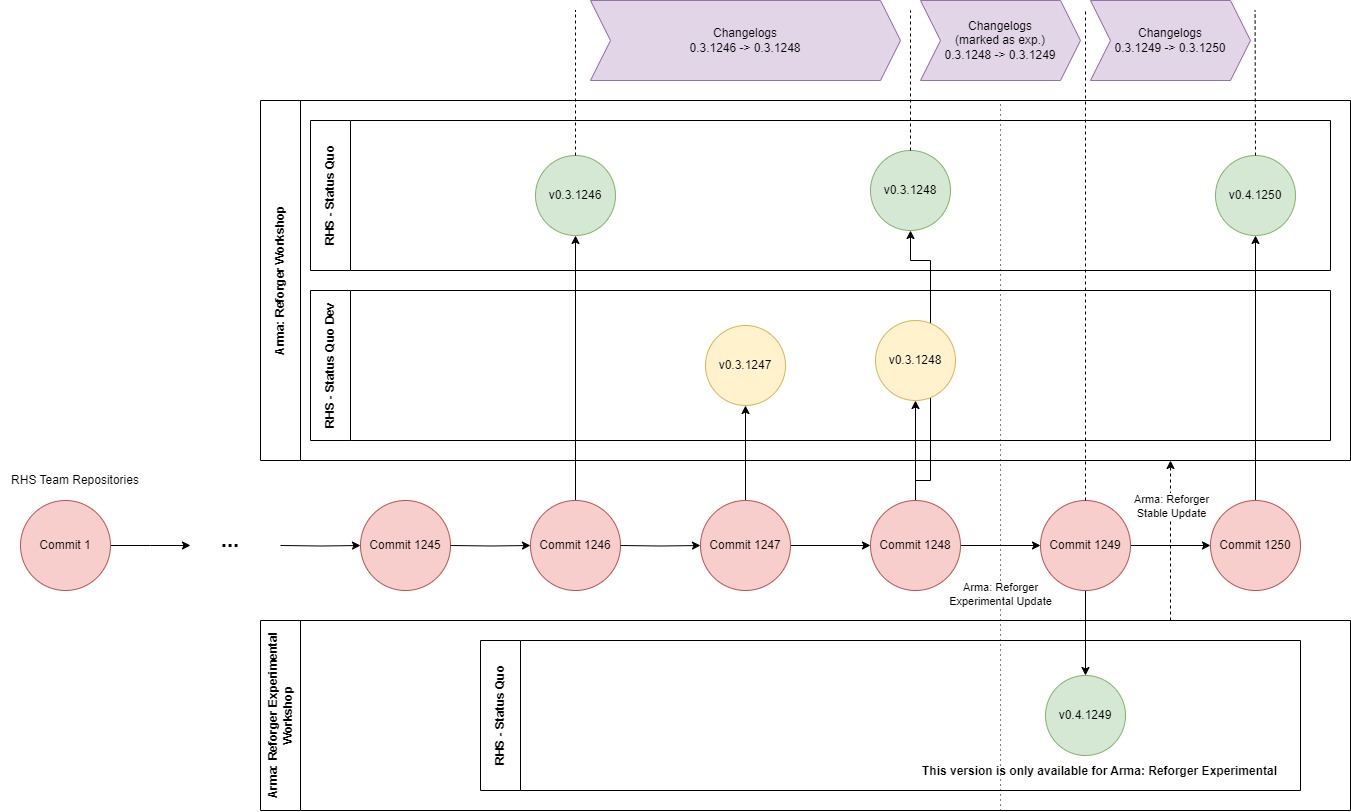 Changelogs
0.3.1246 -> 0.3.1248
Changelogs
(marked as exp.)
0.3.1248 -> 0.3.1249
Changelogs
0.3.1249 -> 0.3.1250
Arma: Reforger Workshop
RHS - Status Quo
v0.3.1246
v0.3.1248
v0.4.1250
RHS - Status Quo Dev
v0.3.1247
v0.3.1248
RHS Team Repositories
Commit 1
...
Commit 1245
Commit 1246
Commit 1247
Commit 1248
Commit 1249
Commit 1250
Arma: Reforger
Stable Update
Arma: Reforger
Experimental Update
Arma: Reforger Experimental
Workshop
RHS - Status Quo
v0.4.1249
This version is only available for Arma: Reforger Experimental